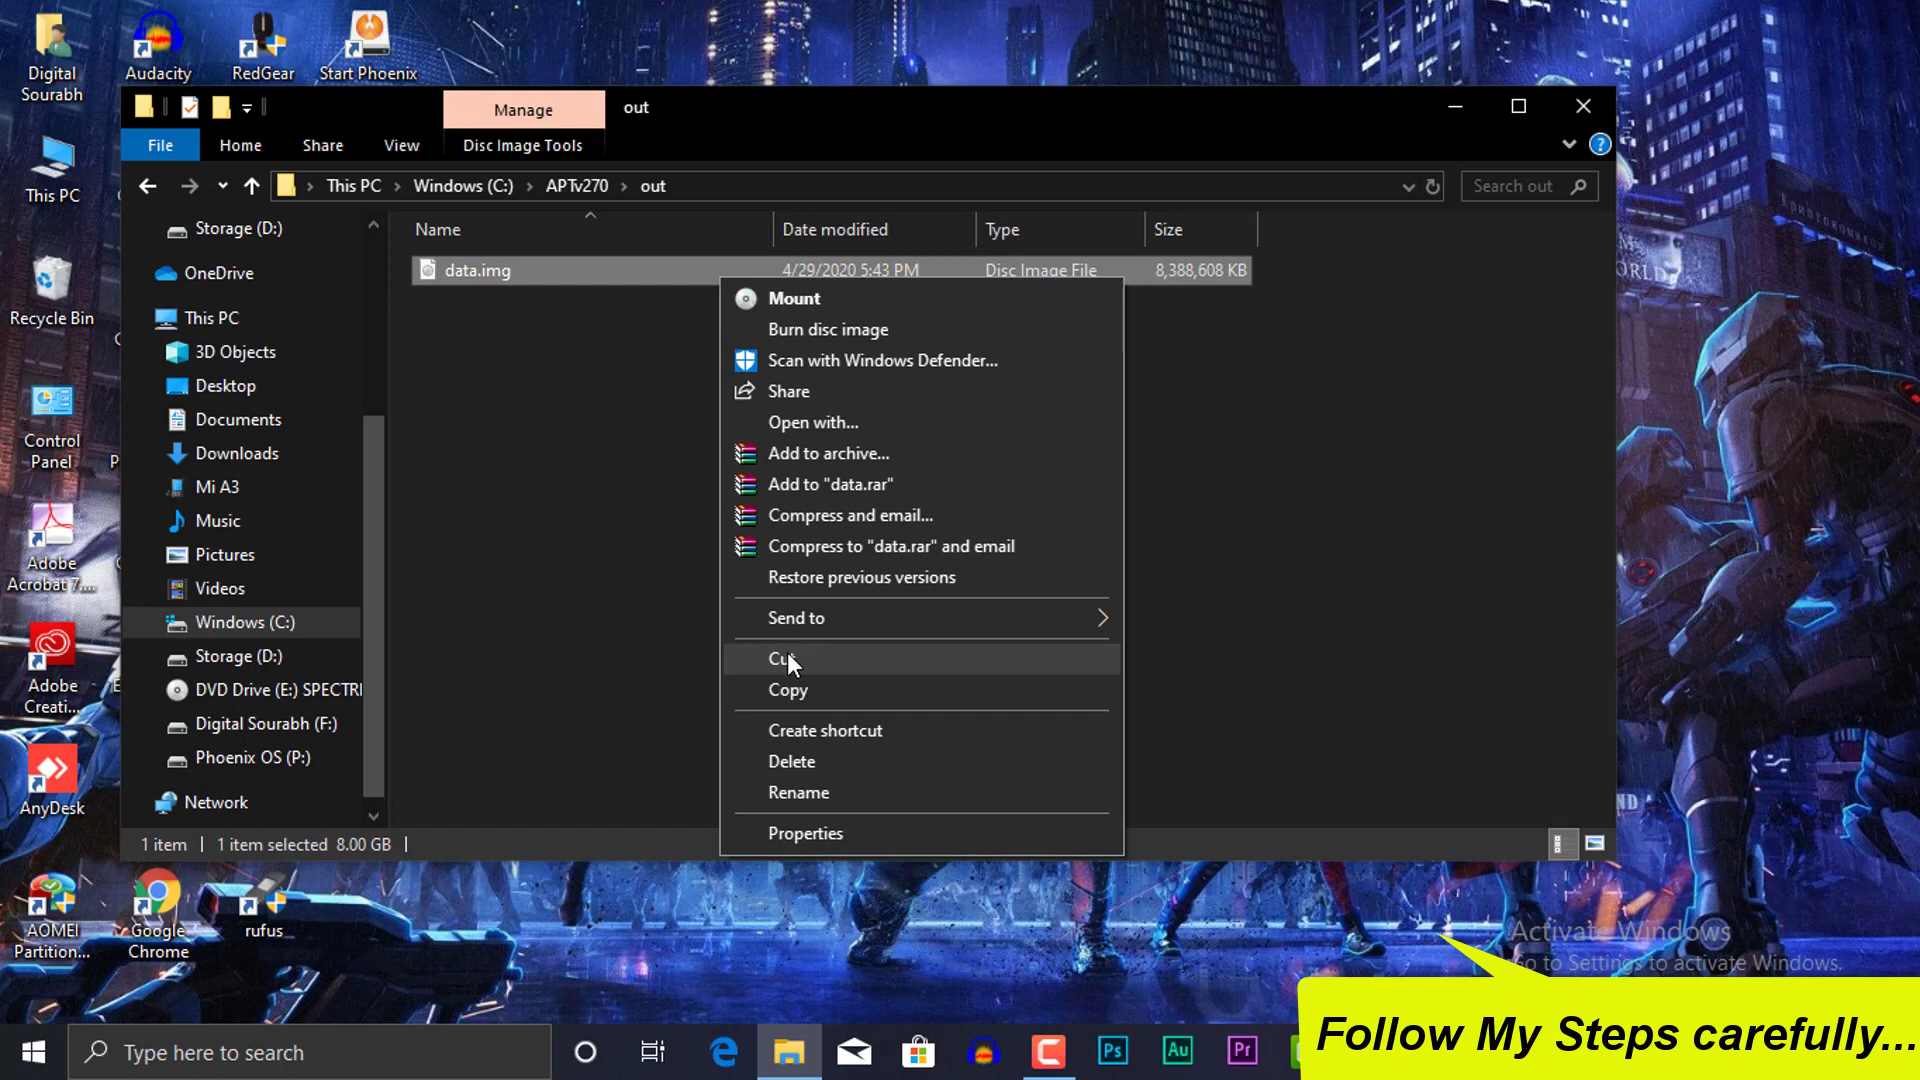 Digital
Sourabh
Audacity
RedGear
Start Phoenix
Manage
out
File
Home
Share
View
Disc Image Tools
This PC
This PC
Windows (C:)
APTv270
out
Search out
Name
Date modified
Type
Size
Storage (D:)
data.img
4/29/2020 5:43 PM
Disc Image File
8,388,608 KB
OneDrive
Recycle Bin
This PC
3D Objects
Desktop
Documents
Downloads
Mi A3
Music
Pictures
Videos
Windows (C:)
Storage (D:)
DVD Drive (E:) SPECTRI
Digital Sourabh (F:)
Phoenix OS (P:)
Network
Control
Panel
Adobe
Acrobat 7....
Adobe
Creati...
AnyDesk
Mount
Burn disc image
Scan with Windows Defender...
Share
Open with...
Add to archive...
Add to "data.rar"
Compress and email...
Compress to "data.rar" and email
Restore previous versions
Send to
Cut
Copy
Create shortcut
Delete
Rename
Properties
1 item
1 item selected 8.00 GB
AOMEI
Partition...
Google
Chrome
rufus
Activate Windows
Go to Settings to activate Windows.
Follow My Steps carefully...
Type here to search
Ps
Au
Pr